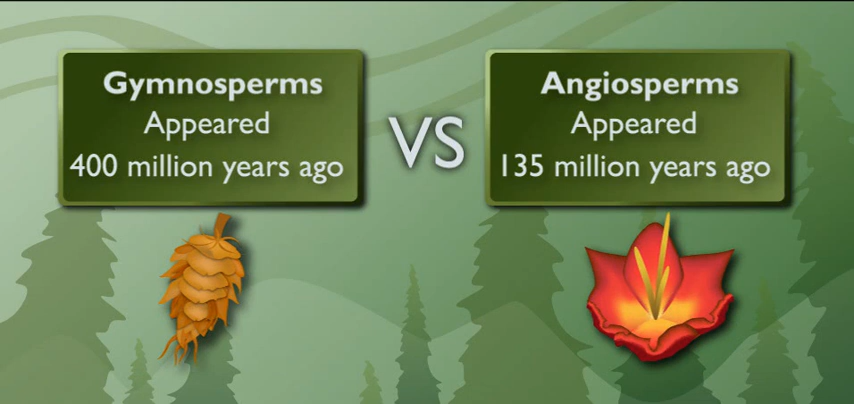 Gymnosperms
Appeared
400 million years ago
VS
Angiosperms
Appeared
135 million years ago